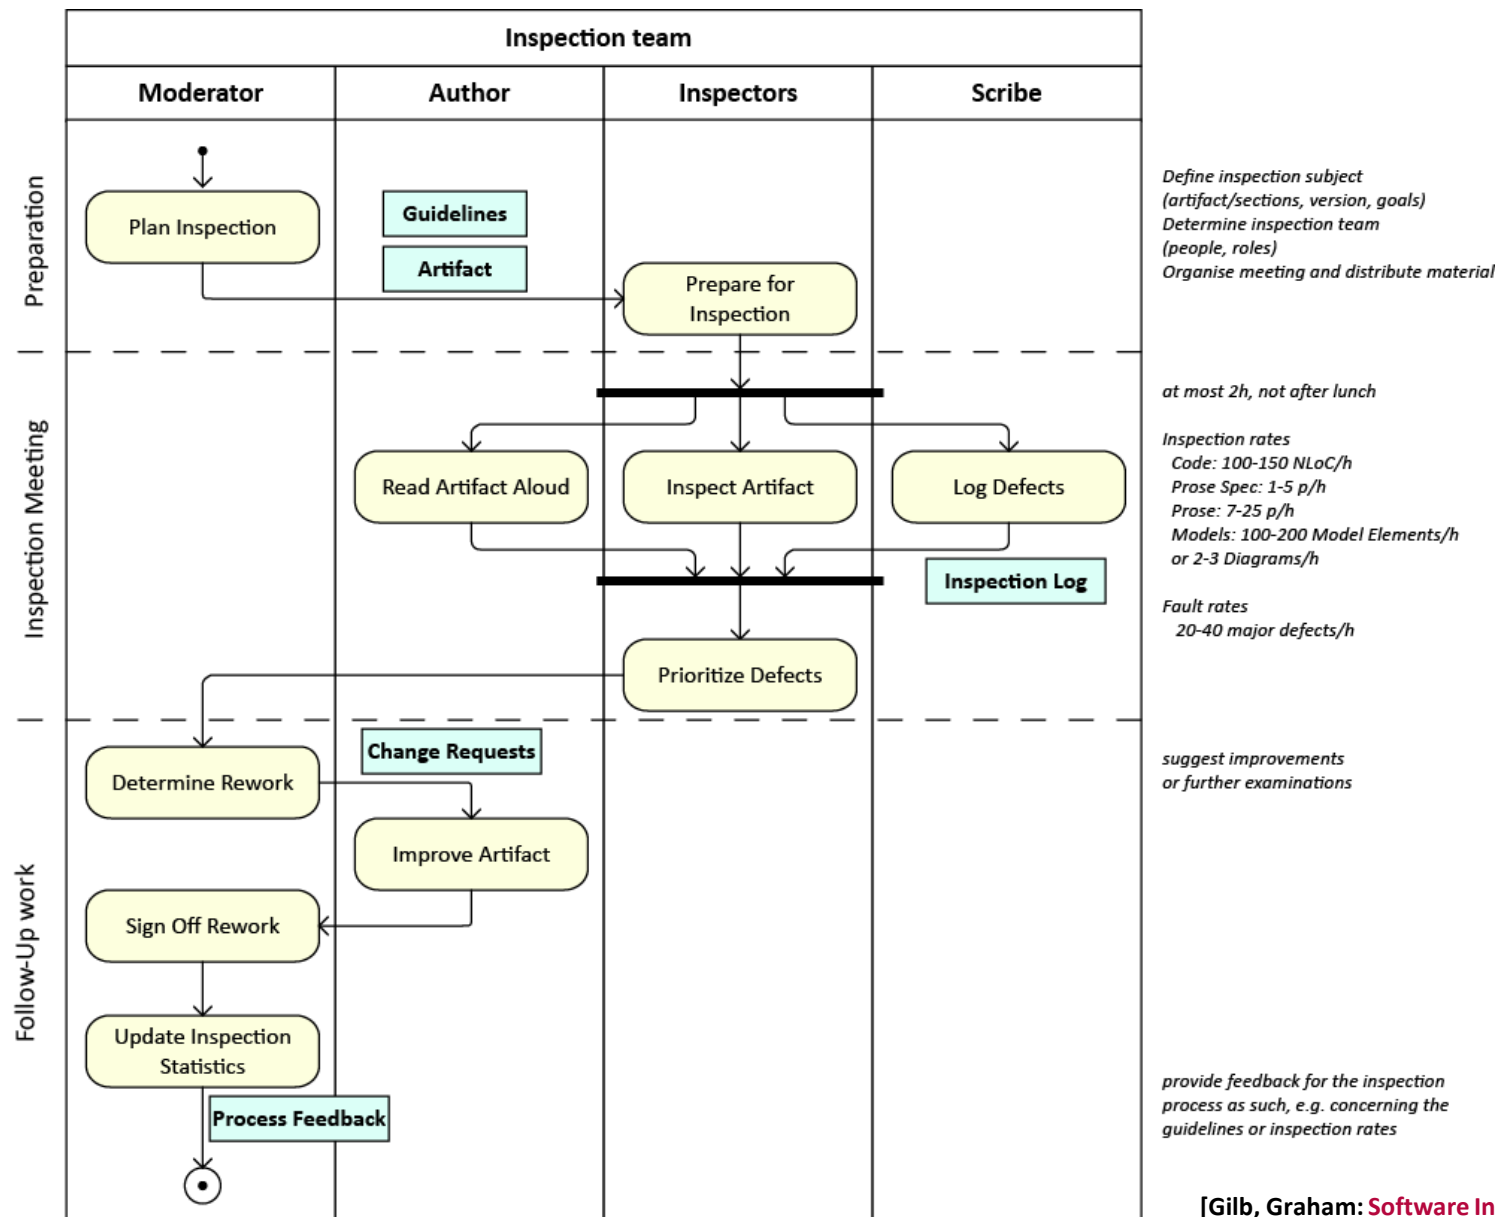 Inspection team
Moderator
Author
Inspectors
Scribe
Preparation
Plan Inspection
Guidelines
Artifact
Prepare for
Inspection
Define inspection subject
(artifact/sections, version, goals)
Determine inspection team
(people, roles)
Organise meeting and distribute material
Inspection Meeting
Read Artifact Aloud
Inspect Artifact
Log Defects
Inspection Log
Prioritize Defects
at most 2h, not after lunch
Inspection rates
Code: 100-150 NLoC/h
Prose Spec: 1-5 p/h
Prose: 7-25 p/h
Models: 100-200 Model Elements/h
or 2-3 Diagrams/h
Fault rates
20-40 major defects/h
Follow-Up work
Change Requests
Determine Rework
Improve Artifact
Sign Off Rework
Update Inspection
Statistics
Process Feedback
suggest improvements
or further examinations
provide feedback for the inspection
process as such, e.g. concerning the
guidelines or inspection rates
[Gilb, Graham: Software In